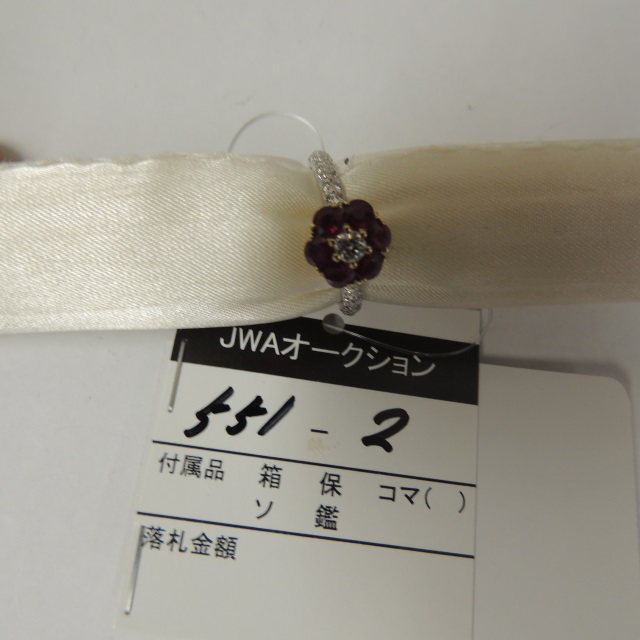 JWAオークション
551-2
付属品 箱 保 コマ( )
ソ 鑑
落札金額